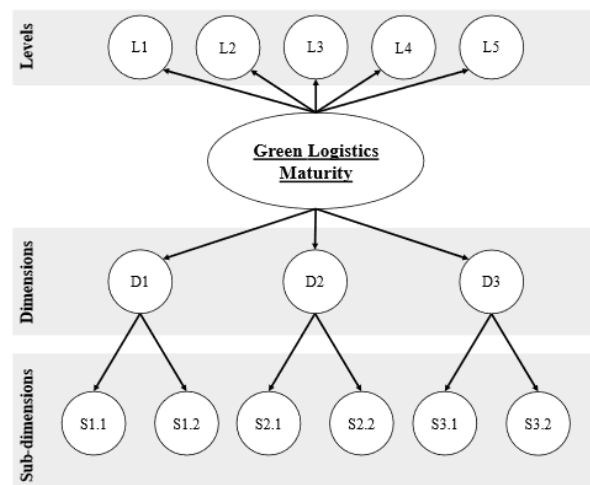 Levels
L1
L2
L3
L4
L5
Green Logistics
Maturity
Dimensions
D1
D2
D3
Sub-dimensions
S1.1
S1.2
S2.1
S2.2
S3.1
S3.2